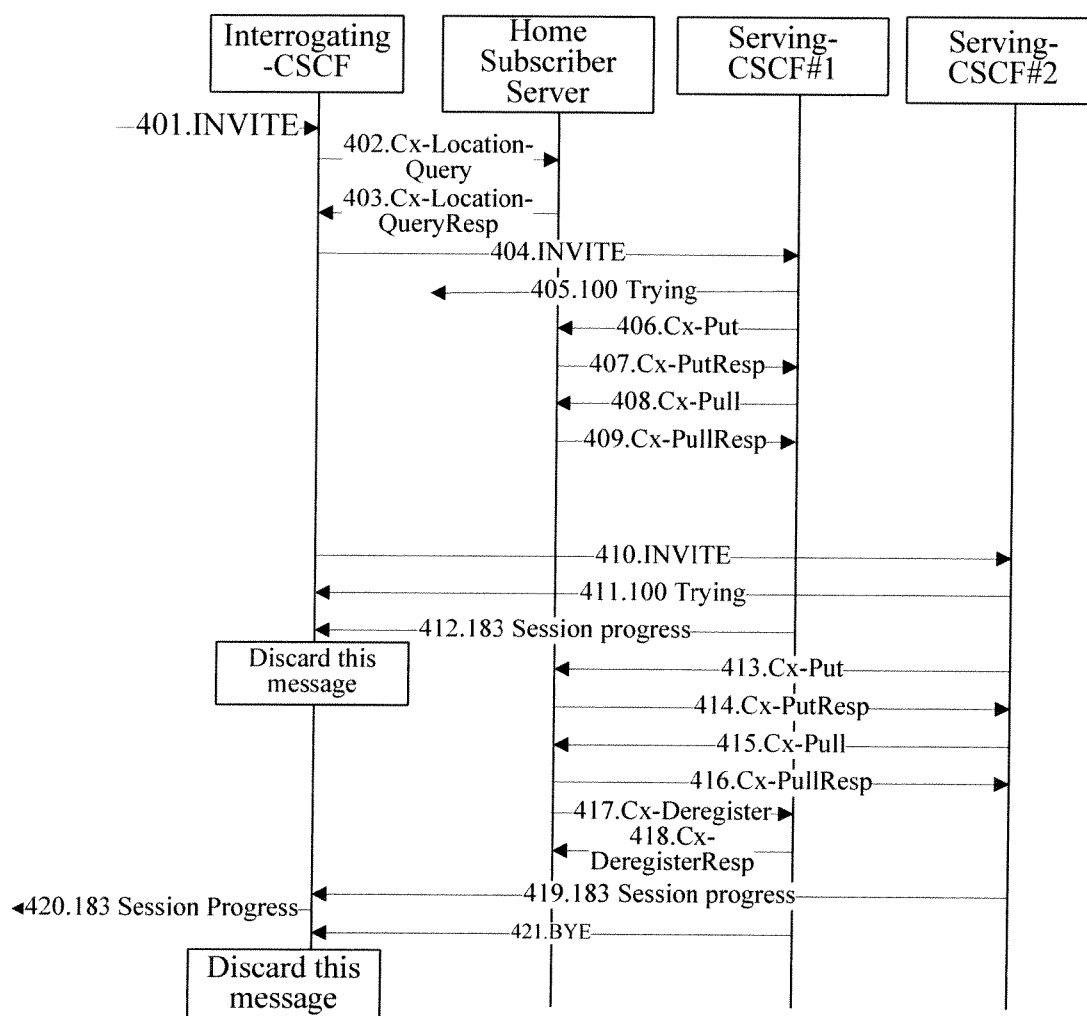 Interrogating
-CSCF
Home
Subscriber
Server
Serving-
CSCF#1
Serving-
CSCF#2
401.INVITE
402.Cx-Location-
Query
403.Cx-Location-
QueryResp
404.INVITE
405.100 Trying
406.Cx-Put
407.Cx-PutResp
408.Cx-Pull
409.Cx-PullResp
410.INVITE
411.100 Trying
412.183 Session progress
Discard this
message
413.Cx-Put
414.Cx-PutResp
415.Cx-Pull
416.Cx-PullResp
417.Cx-Deregister
418.Cx-
DeregisterResp
419.183 Session progress
420.183 Session Progress
421.BYE
Discard this
message